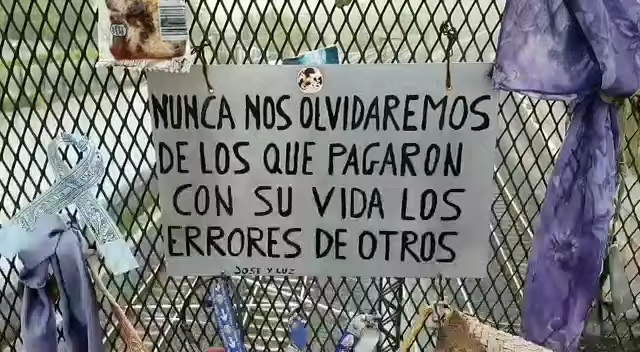 NUNCA NOS OLVIDAREMOS
DE LOS QUE PAGARON
CON SU VIDA LOS
ERRORES DE OTROS
JOSE Y LUZ